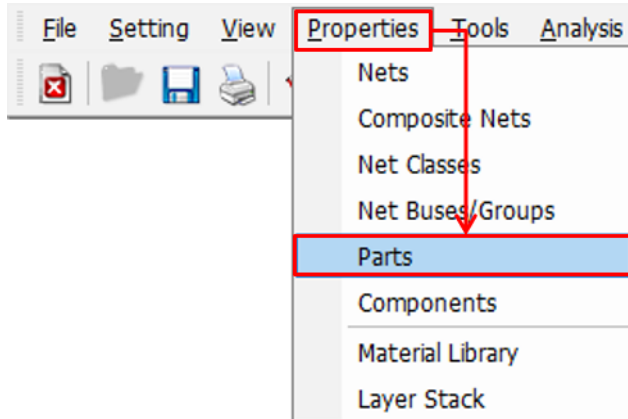 File Setting View Properties Tools Analysis
Nets
Composite Nets
Net Classes
Net Buses/Groups
Parts
Components
Material Library
Layer Stack